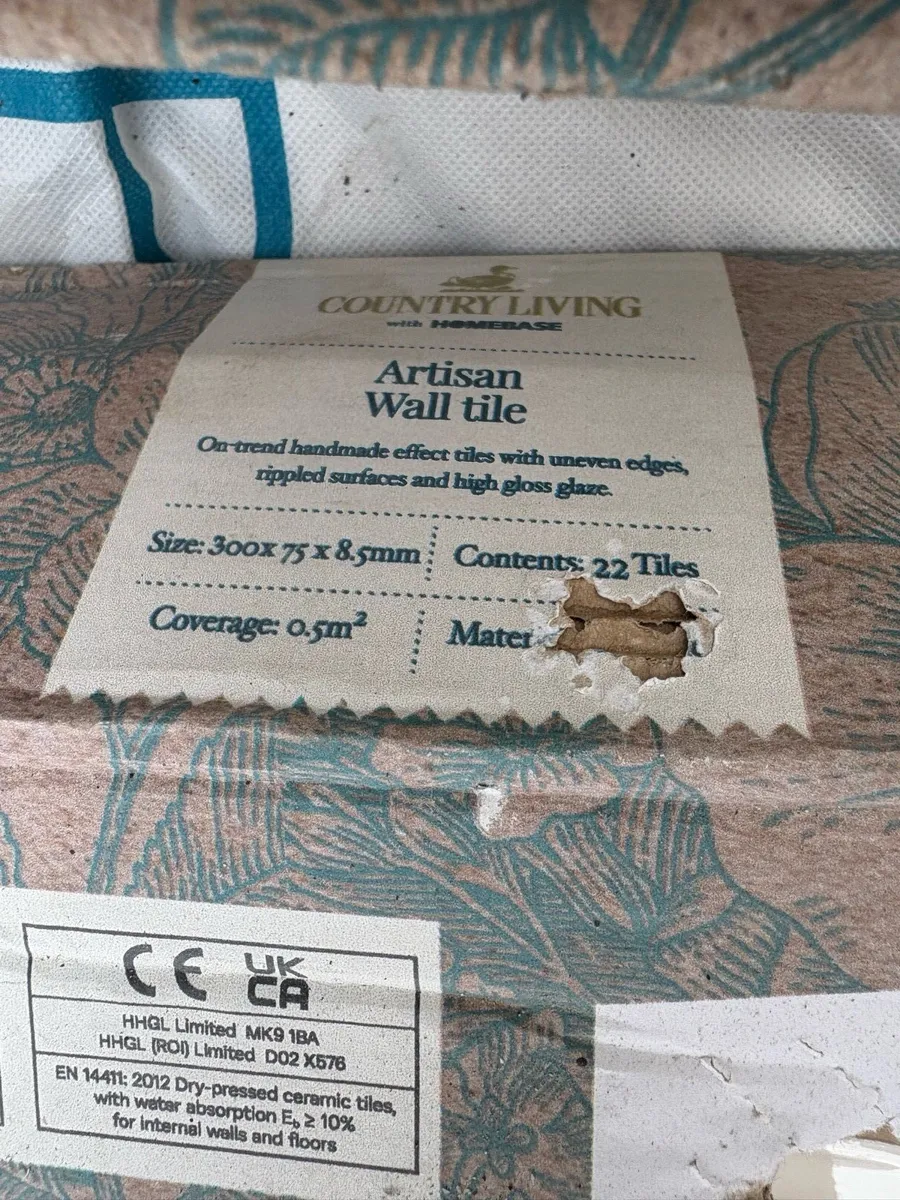 COUNTRY LIVING
with HOMEBASE
Artisan
Wall tile
On-trend handmade effect tiles with uneven edges,
rippled surfaces and high gloss glaze.
Size: 300x 75 x 8.5mm
Contents: 22 Tiles
Coverage: 0.5m²
CE UK
CA
HHGL Limited MK9 1BA
HHGL (ROI) Limited D02 X576
EN 14411: 2012 Dry-pressed ceramic tiles,
with water absorption Eb ≥ 10%
for internal walls and floors